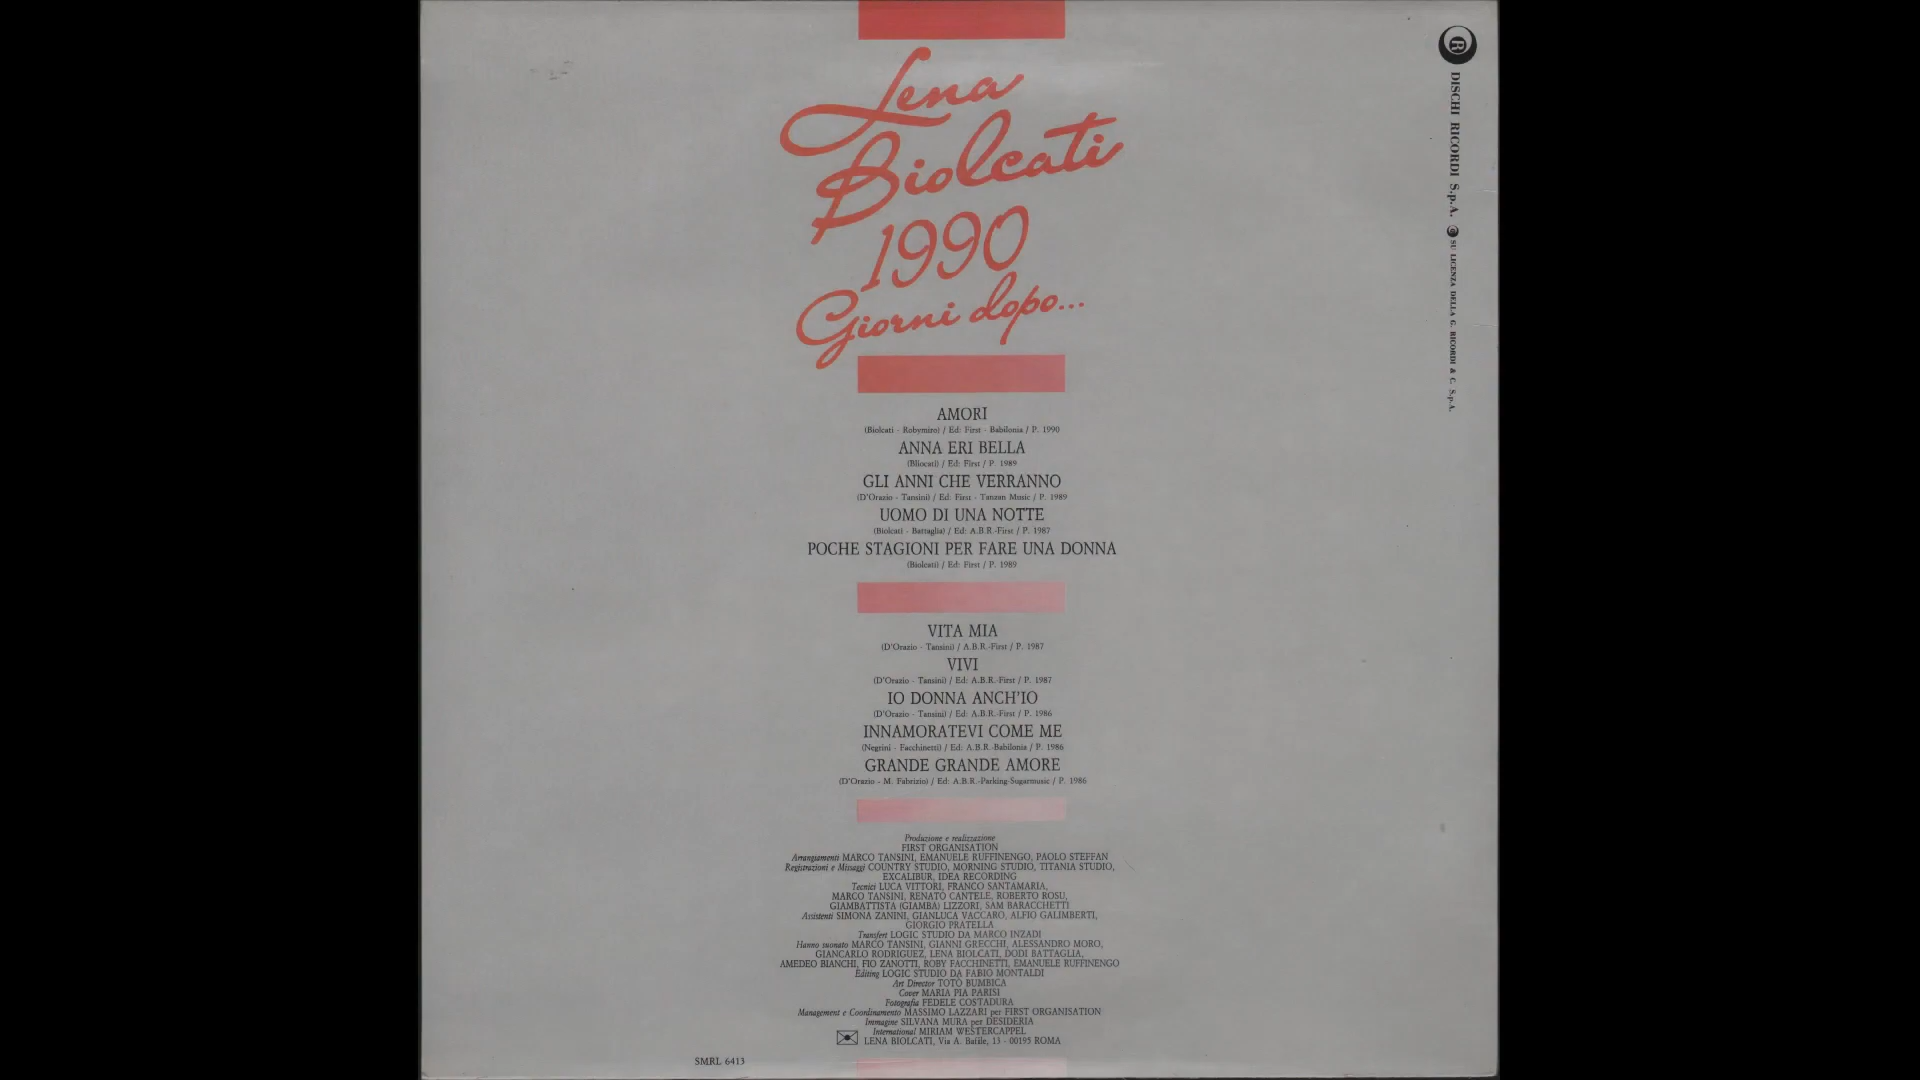 Lena
Biolcati
1990
Giorni dopo...
AMORI
(Biolcati - Robymiro) / Ed: First - Babilonia / P. 1990
ANNA ERI BELLA
(Bliocati) / Ed: First / P. 1989
GLI ANNI CHE VERRANNO
(D'Orazio - Tansini) / Ed: First - Tanzan Music / P. 1989
UOMO DI UNA NOTTE
(Biolcati - Battaglia) / Ed: A.B.R.-First / P. 1987
POCHE STAGIONI PER FARE UNA DONNA
(Biolcati) / Ed: First / P. 1989
VITA MIA
(D'Orazio - Tansini) / A.B.R.-First / P. 1987
VIVI
(D'Orazio - Tansini) / Ed: A.B.R.-First / P. 1987
IO DONNA ANCH'IO
(D'Orazio - Tansini) / Ed: A.B.R.-First / P. 1986
INNAMORATEVI COME ME
(Negrini - Facchinetti) / Ed: A.B.R.-Babilonia / P. 1986
GRANDE GRANDE AMORE
(D'Orazio - M. Fabrizio) / Ed: A.B.R.-Parking-Sugarmusic / P. 1986
Produzione e realizzazione
FIRST ORGANISATION
Arrangiamenti MARCO TANSINI, EMANUELE RUFFINENGO, PAOLO STEFFAN
Registrazioni e Missaggi COUNTRY STUDIO, MORNING STUDIO, TITANIA STUDIO,
EXCALIBUR, IDEA RECORDING
Tecnici LUCA VITTORI, FRANCO SANTAMARIA,
MARCO TANSINI, RENATO CANTELE, ROBERTO ROSU,
GIAMBATTISTA (GIAMBA) LIZZORI, SAM BARACCHETTI
Assistenti SIMONA ZANINI, GIANLUCA VACCARO, ALFIO GALIMBERTI,
GIORGIO PRATELLA
Transfert LOGIC STUDIO DA MARCO INZADI
Hanno suonato MARCO TANSINI, GIANNI GRECCHI, ALESSANDRO MORO,
GIANCARLO RODRIGUEZ, LENA BIOLCATI, DODI BATTAGLIA,
AMEDEO BIANCHI, FIO ZANOTTI, ROBY FACCHINETTI, EMANUELE RUFFINENGO
Editing LOGIC STUDIO DA FABIO MONTALDI
Art Director TOTÒ BUMBICA
Cover MARIA PIA PARISI
Fotografia FEDELE COSTADURA
Management e Coordinamento MASSIMO LAZZARI per FIRST ORGANISATION
Immagine SILVANA MURA per DESIDERIA
International MIRIAM WESTERCAPPEL
LENA BIOLCATI, Via A. Bafile, 13 - 00195 ROMA
SMRL 6413
R DISCHI RICORDI S.p.A. SU LICENZA DELLA G. RICORDI & C. S.p.A.